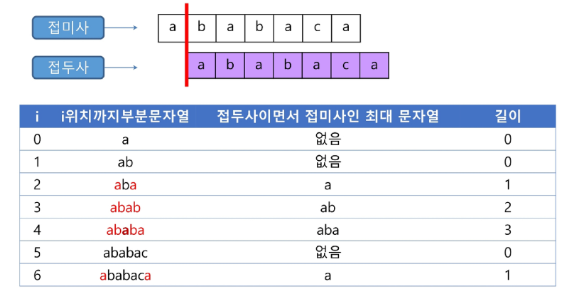 접미사 a b a b a c a
접두사 a b a b a c a
i i위치까지부분문자열 접두사이면서 접미사인 최대 문자열 길이
0 a 없음 0
1 ab 없음 0
2 aba a 1
3 abab ab 2
4 ababa aba 3
5 ababac 없음 0
6 ababaca a 1